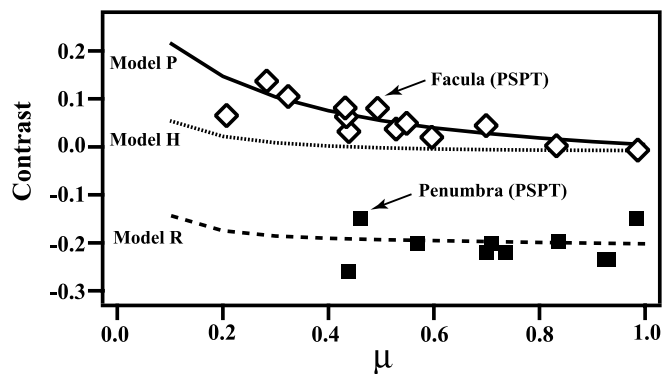 0.2
0.1
0.0
-0.1
-0.2
-0.3
Contrast
Model P
Model H
Model R
Facula (PSPT)
Penumbra (PSPT)
0.0 0.2 0.4 0.6 0.8 1.0
μ